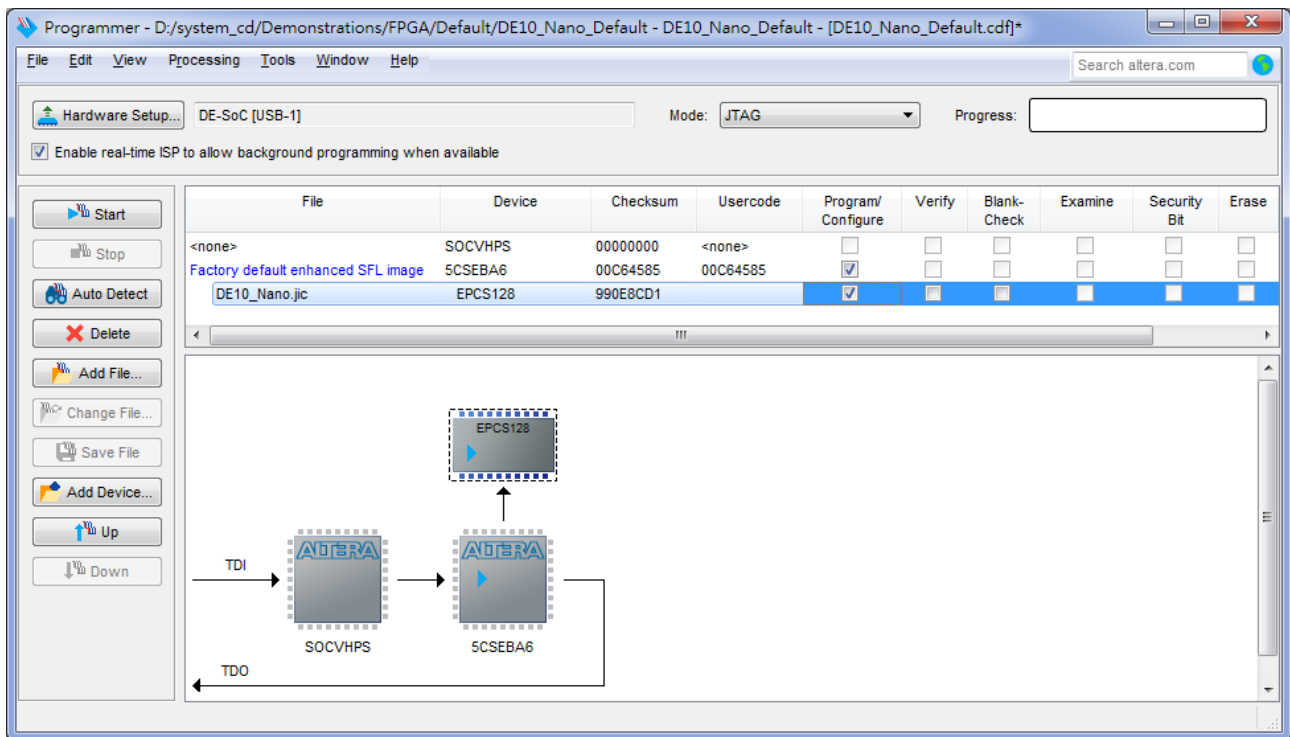 Programmer - D:/system_cd/Demonstrations/FPGA/Default/DE10_Nano_Default - DE10_Nano_Default - [DE10_Nano_Default.cdf]*
File Edit View Processing Tools Window Help
Search altera.com
Hardware Setup... DE-SoC [USB-1] Mode: JTAG Progress:
Enable real-time ISP to allow background programming when available
Start
Stop
Auto Detect
Delete
Add File...
Change File...
Save File
Add Device...
Up
Down
File Device Checksum Usercode Program/ Configure Verify Blank- Check Examine Security Bit Erase
<none> SOCVHPS 00000000 <none>
Factory default enhanced SFL image 5CSEBA6 00C64585 00C64585
DE10_Nano.jic EPCS128 990E8CD1
EPCS128
ALTERA ALTERA
TDI
SOCVHPS 5CSEBA6
TDO